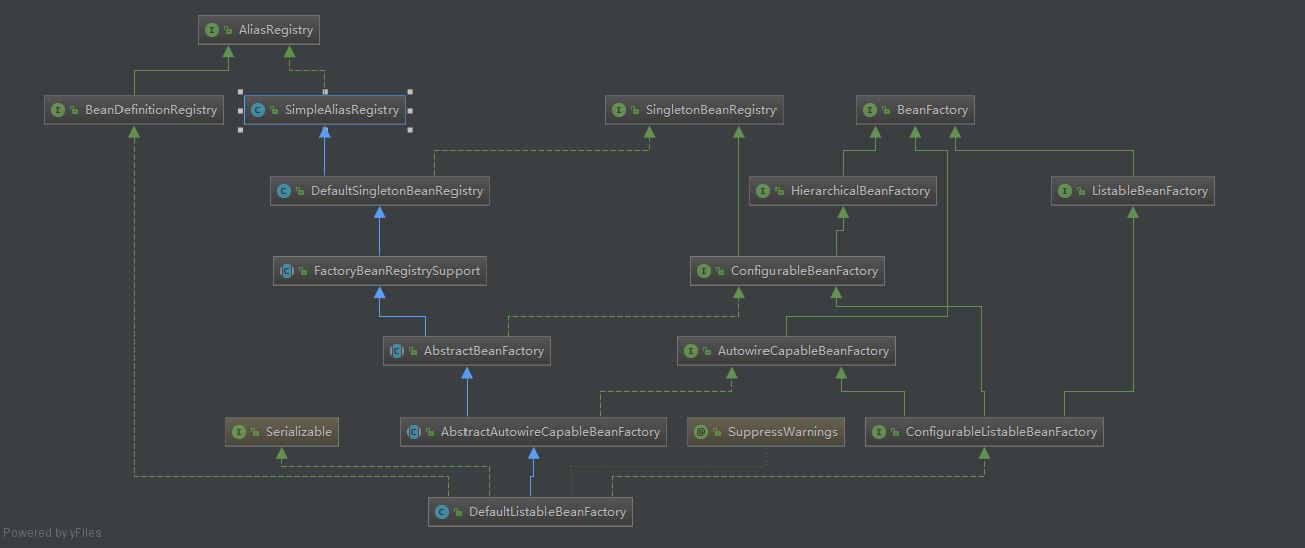 AliasRegistry
BeanDefinitionRegistry
SimpleAliasRegistry
SingletonBeanRegistry
BeanFactory
DefaultSingletonBeanRegistry
HierarchicalBeanFactory
ListableBeanFactory
FactoryBeanRegistrySupport
ConfigurableBeanFactory
AbstractBeanFactory
AutowireCapableBeanFactory
Serializable
AbstractAutowireCapableBeanFactory
SuppressWarnings
ConfigurableListableBeanFactory
DefaultListableBeanFactory
Powered by yFiles